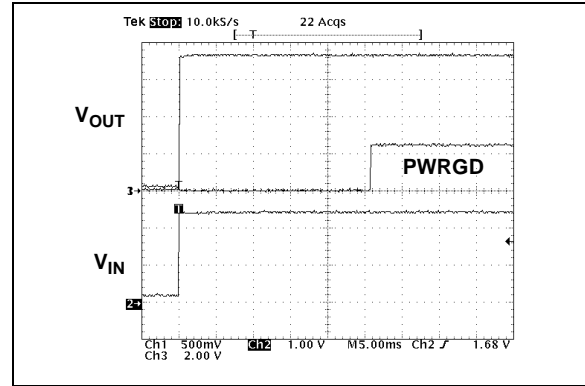 Tek Stop: 10.0kS/s 22 Acqs
[ T ]
VOUT
PWRGD
3→
T
VIN
2→
Ch1 500mV Ch2 1.00 V M5.00ms Ch2 ⨍ 1.68 V
Ch3 2.00 V